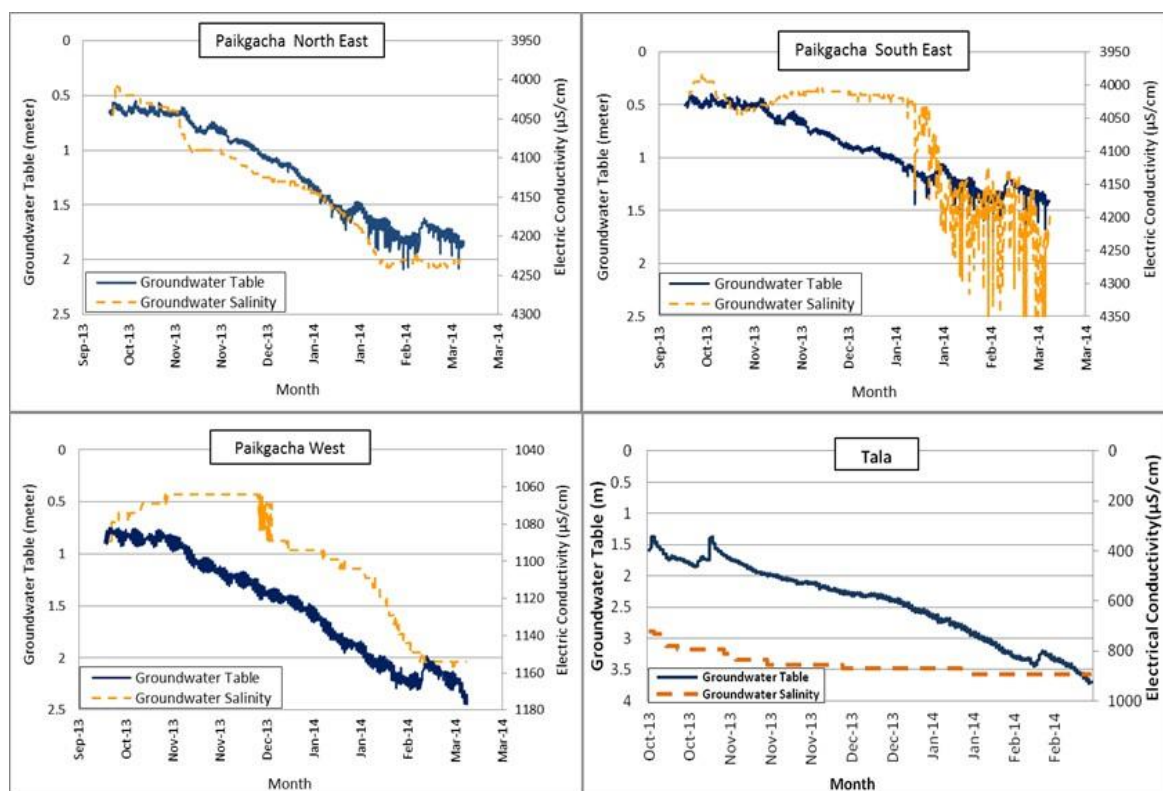 Paikgacha North East
0
0.5
1
1.5
2
2.5
Groundwater Table (meter)
3950
4000
4050
4100
4150
4200
4250
4300
Electric Conductivity (µS/cm)
Groundwater Table
Groundwater Salinity
Sep-13
Oct-13
Nov-13
Nov-13
Dec-13
Jan-14
Jan-14
Feb-14
Mar-14
Mar-14
Month
Paikgacha South East
0
0.5
1
1.5
2
2.5
Groundwater Table (meter)
3950
4000
4050
4100
4150
4200
4250
4300
4350
Electric Conductivity (µS/cm)
Groundwater Table
Groundwater Salinity
Sep-13
Oct-13
Nov-13
Nov-13
Dec-13
Jan-14
Jan-14
Feb-14
Mar-14
Mar-14
Month
Paikgacha West
0
0.5
1
1.5
2
2.5
Groundwater Table (meter)
1040
1060
1080
1100
1120
1140
1160
1180
Electric Conductivity (µS/cm)
Groundwater Table
Groundwater Salinity
Sep-13
Oct-13
Nov-13
Nov-13
Dec-13
Jan-14
Jan-14
Feb-14
Mar-14
Mar-14
Month
Tala
0
0.5
1
1.5
2
2.5
3
3.5
4
Groundwater Table (m)
0
200
400
600
800
1000
Electrical Conductivity(µS/cm)
Groundwater Table
Groundwater Salinity
Oct-13
Oct-13
Nov-13
Nov-13
Nov-13
Dec-13
Dec-13
Jan-14
Jan-14
Feb-14
Feb-14
Month